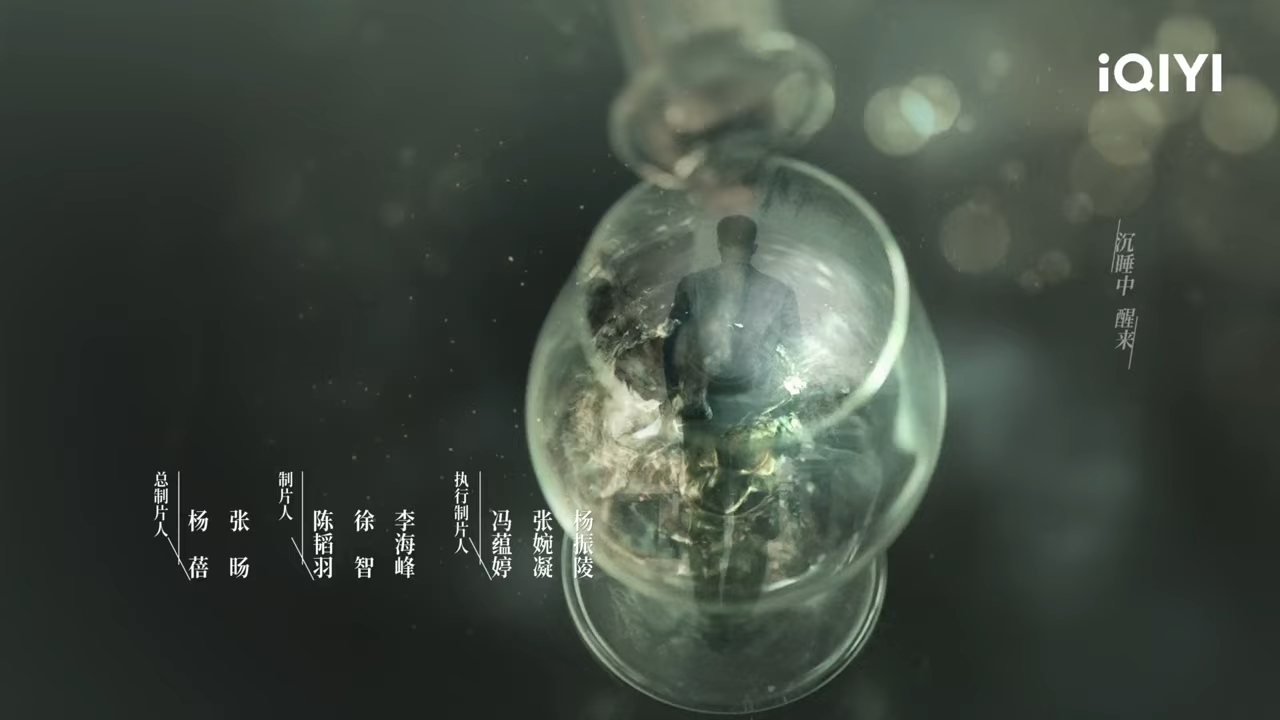 iQIYI
沉睡中 醒来
总制片人
杨蓓
张旸
制片人
陈韬羽
徐智
李海峰
执行制片人
冯蕴婷
张婉凝
杨振陵